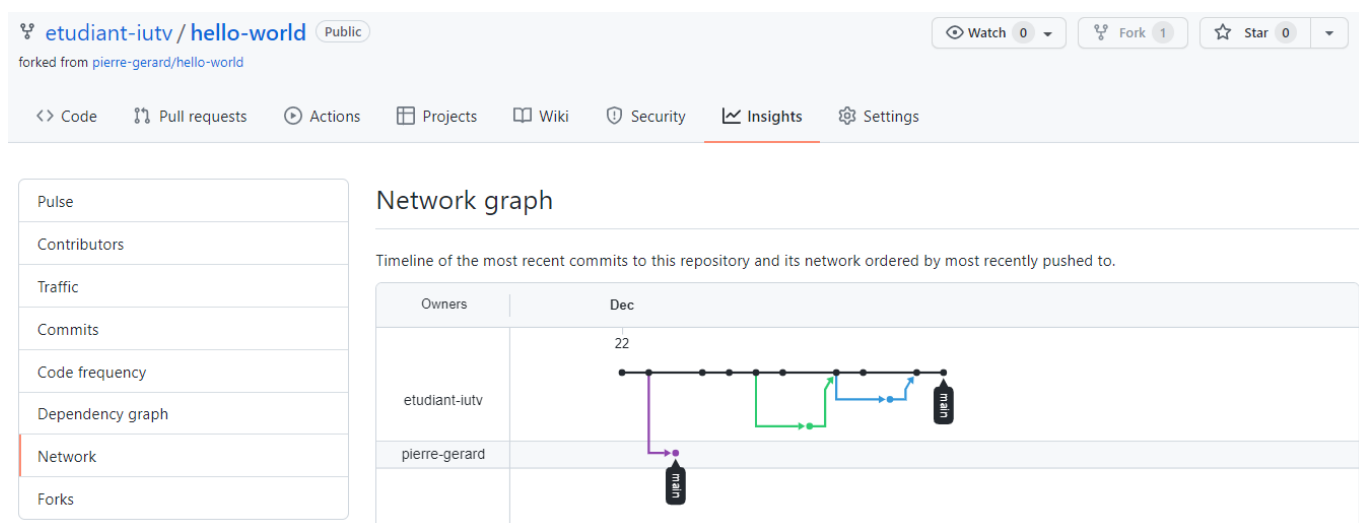 etudiant-iutv / hello-world Public
Watch 0 Fork 1 Star 0
forked from pierre-gerard/hello-world
<> Code Pull requests Actions Projects Wiki Security Insights Settings
Pulse
Contributors
Traffic
Commits
Code frequency
Dependency graph
Network
Forks
Network graph
Timeline of the most recent commits to this repository and its network ordered by most recently pushed to.
Owners Dec
22
etudiant-iutv
main
pierre-gerard
main